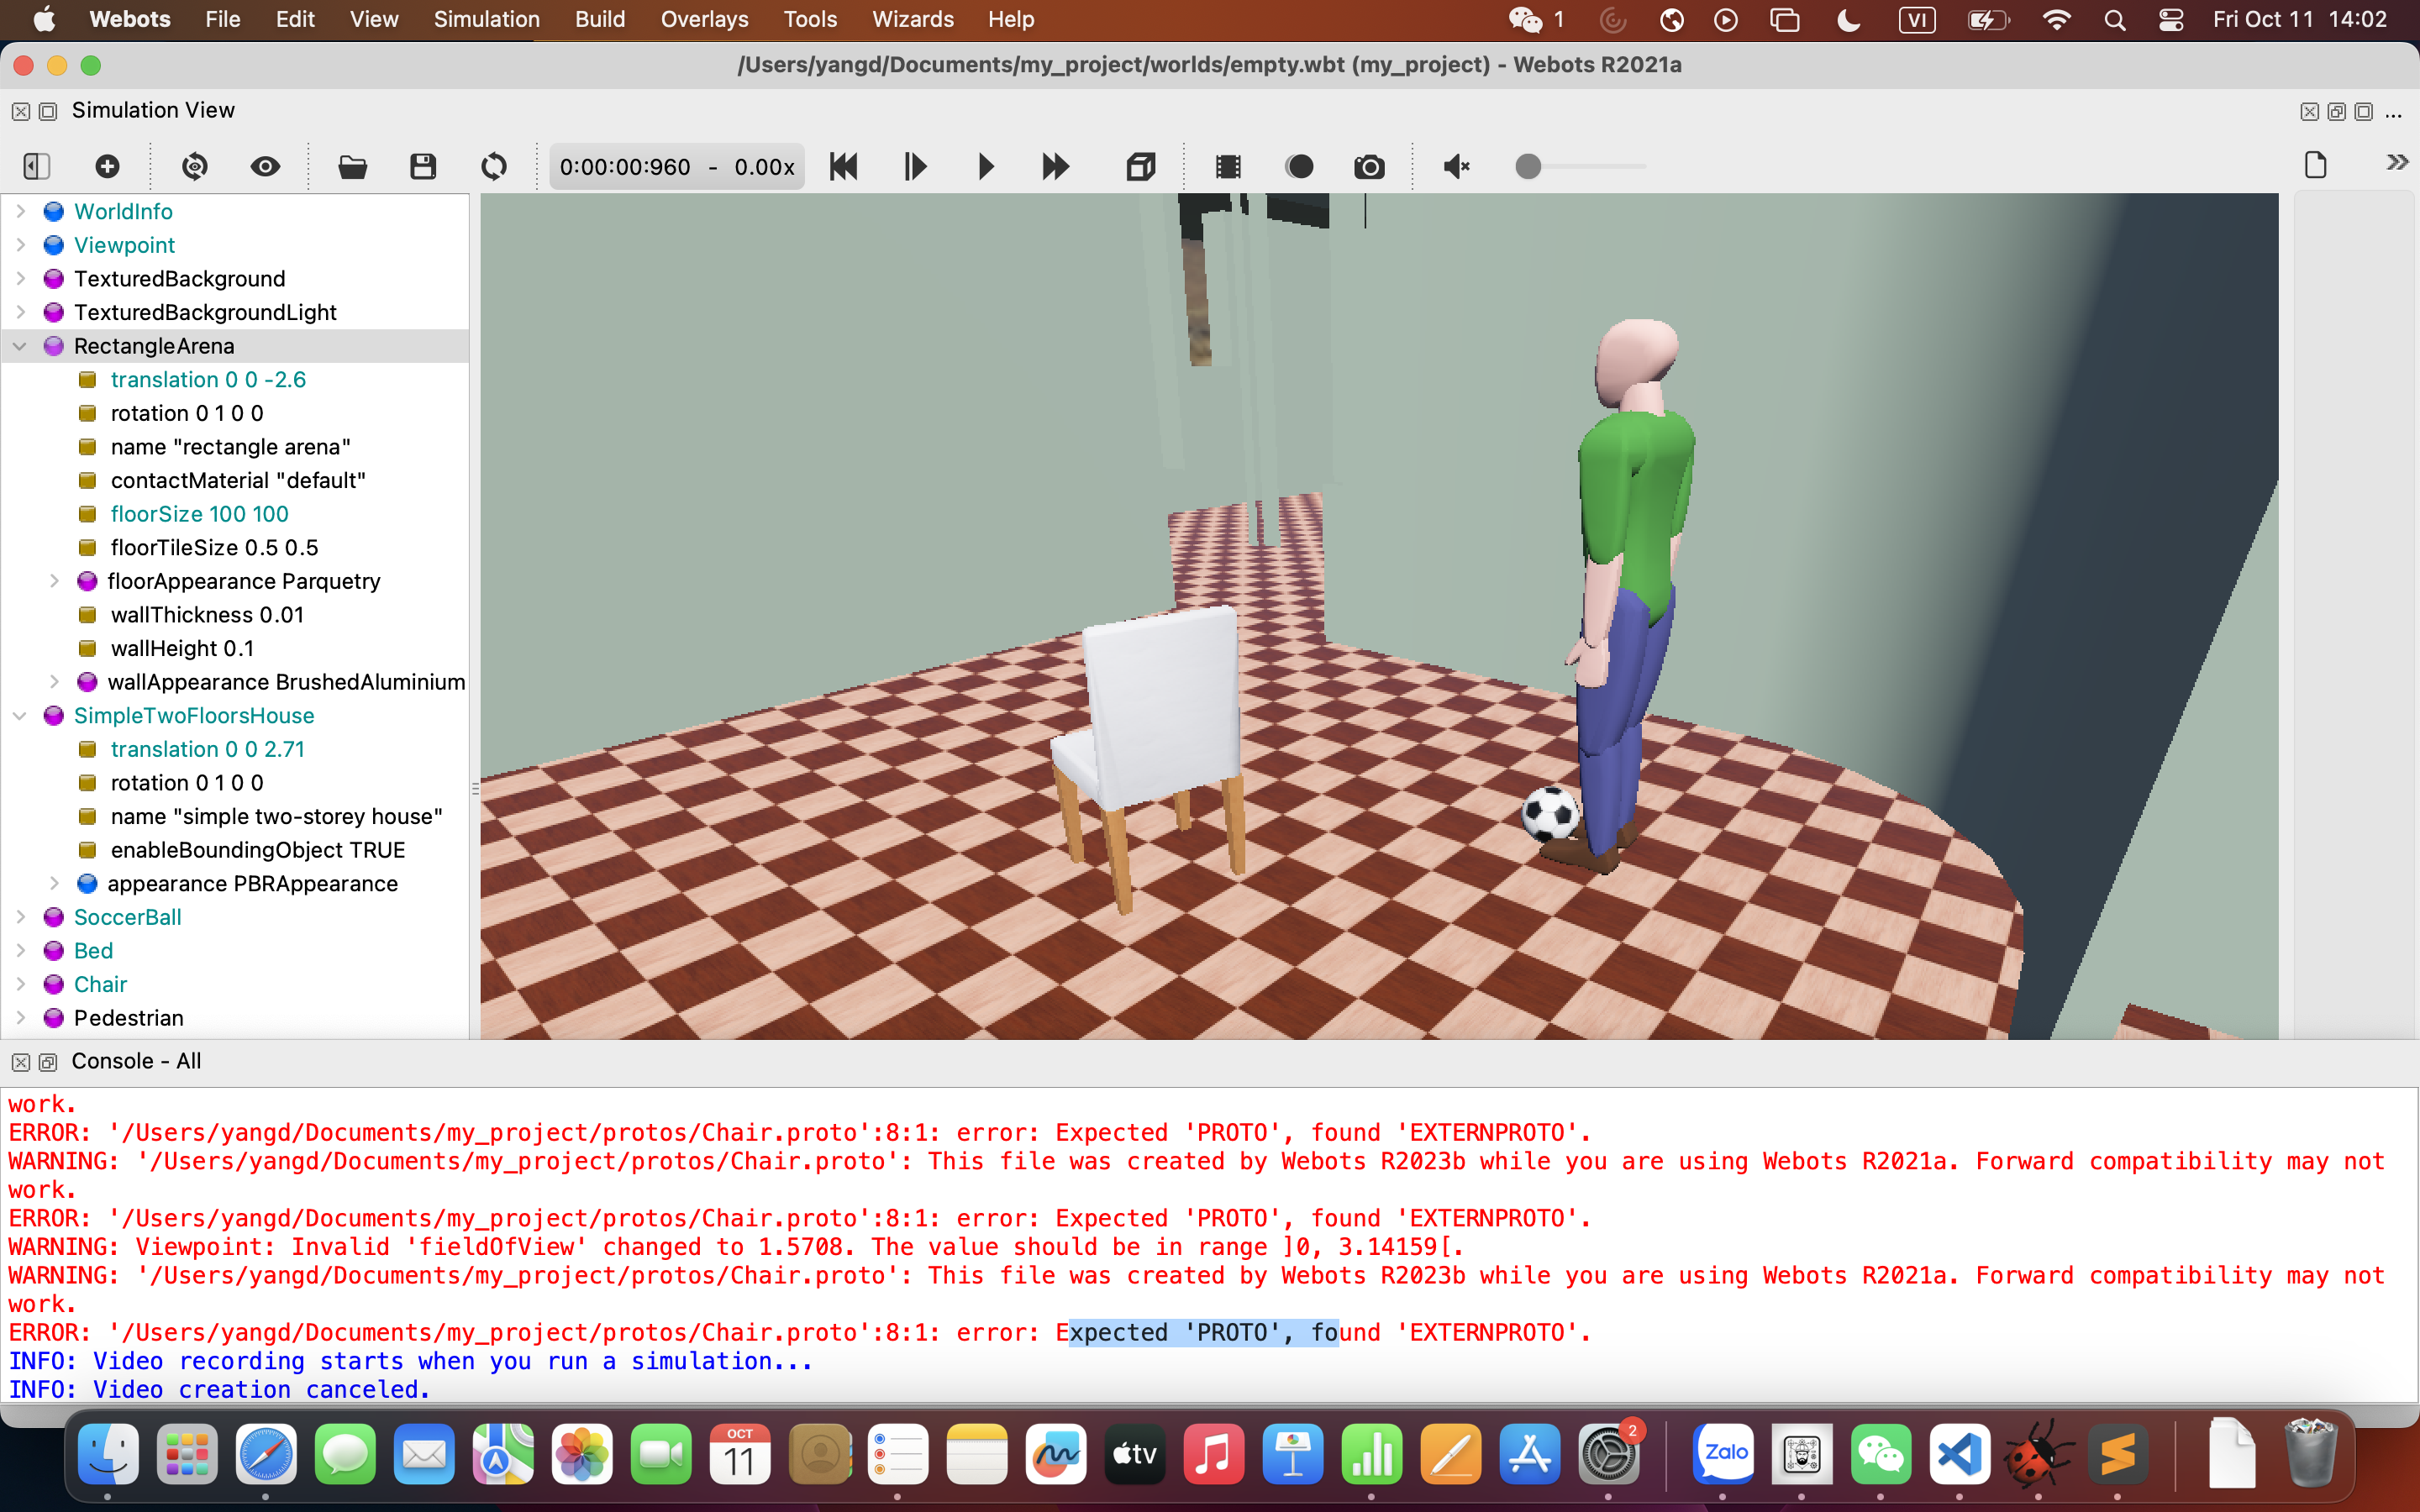 Webots File Edit View Simulation Build Overlays Tools Wizards Help 1 VI Fri Oct 11 14:02
/Users/yangd/Documents/my_project/worlds/empty.wbt (my_project) - Webots R2021a
Simulation View ...
0:00:00:960 - 0.00x
WorldInfo
Viewpoint
TexturedBackground
TexturedBackgroundLight
RectangleArena
translation 0 0 -2.6
rotation 0 1 0 0
name "rectangle arena"
contactMaterial "default"
floorSize 100 100
floorTileSize 0.5 0.5
floorAppearance Parquetry
wallThickness 0.01
wallHeight 0.1
wallAppearance BrushedAluminium
SimpleTwoFloorsHouse
translation 0 0 2.71
rotation 0 1 0 0
name "simple two-storey house"
enableBoundingObject TRUE
appearance PBRAppearance
SoccerBall
Bed
Chair
Pedestrian
Console - All
work.
ERROR: '/Users/yangd/Documents/my_project/protos/Chair.proto':8:1: error: Expected 'PROTO', found 'EXTERNPROTO'.
WARNING: '/Users/yangd/Documents/my_project/protos/Chair.proto': This file was created by Webots R2023b while you are using Webots R2021a. Forward compatibility may not
work.
ERROR: '/Users/yangd/Documents/my_project/protos/Chair.proto':8:1: error: Expected 'PROTO', found 'EXTERNPROTO'.
WARNING: Viewpoint: Invalid 'fieldOfView' changed to 1.5708. The value should be in range ]0, 3.14159[.
WARNING: '/Users/yangd/Documents/my_project/protos/Chair.proto': This file was created by Webots R2023b while you are using Webots R2021a. Forward compatibility may not
work.
ERROR: '/Users/yangd/Documents/my_project/protos/Chair.proto':8:1: error: Expected 'PROTO', found 'EXTERNPROTO'.
INFO: Video recording starts when you run a simulation...
INFO: Video creation canceled.
OCT
11
tv
2
Zalo